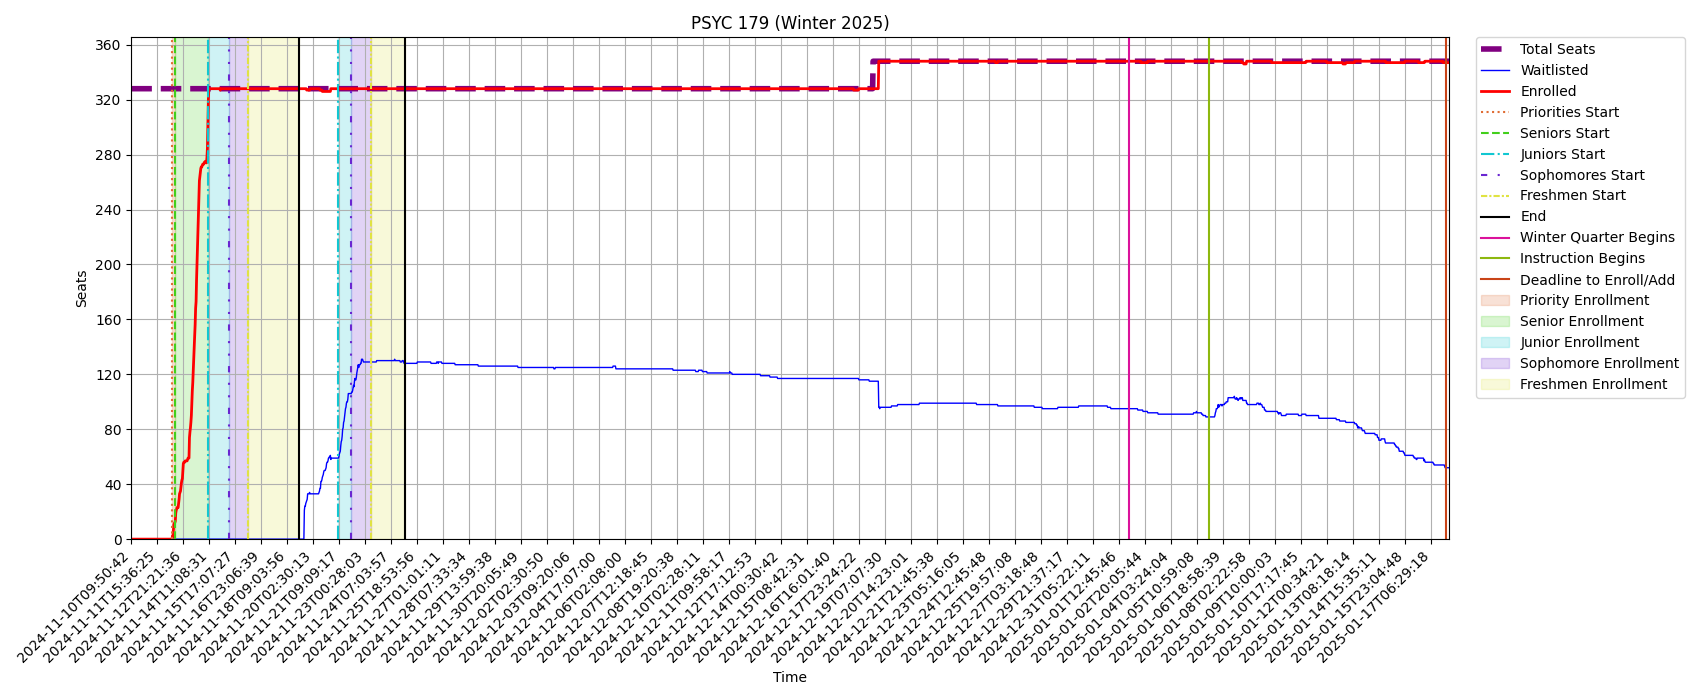 PSYC 179 (Winter 2025)
360
320
280
240
200
160
120
80
40
0
Seats
2024-11-10T09:50:42
2024-11-11T15:36:25
2024-11-12T21:21:36
2024-11-14T11:08:31
2024-11-15T17:07:27
2024-11-16T23:06:39
2024-11-18T09:03:56
2024-11-20T02:30:13
2024-11-21T09:09:17
2024-11-23T00:28:03
2024-11-24T07:03:57
2024-11-25T18:53:56
2024-11-27T01:01:11
2024-11-28T07:33:34
2024-11-29T13:59:38
2024-11-30T20:05:49
2024-12-02T02:30:50
2024-12-03T09:20:06
2024-12-04T17:07:00
2024-12-06T02:08:00
2024-12-07T12:18:45
2024-12-08T19:20:38
2024-12-10T02:28:11
2024-12-11T09:58:17
2024-12-12T17:12:53
2024-12-14T00:30:42
2024-12-15T08:42:31
2024-12-16T16:01:40
2024-12-17T23:24:22
2024-12-19T07:07:30
2024-12-20T14:23:01
2024-12-21T21:45:38
2024-12-23T05:16:05
2024-12-24T12:45:48
2024-12-25T19:57:08
2024-12-27T03:18:48
2024-12-29T21:37:17
2024-12-31T05:22:11
2025-01-01T12:45:46
2025-01-02T20:05:44
2025-01-04T03:24:04
2025-01-05T10:59:08
2025-01-06T18:58:39
2025-01-08T02:22:58
2025-01-09T10:00:03
2025-01-10T17:17:45
2025-01-12T00:34:21
2025-01-13T08:18:14
2025-01-14T15:35:11
2025-01-15T23:04:48
2025-01-17T06:29:18
Time
Total Seats
Waitlisted
Enrolled
Priorities Start
Seniors Start
Juniors Start
Sophomores Start
Freshmen Start
End
Winter Quarter Begins
Instruction Begins
Deadline to Enroll/Add
Priority Enrollment
Senior Enrollment
Junior Enrollment
Sophomore Enrollment
Freshmen Enrollment